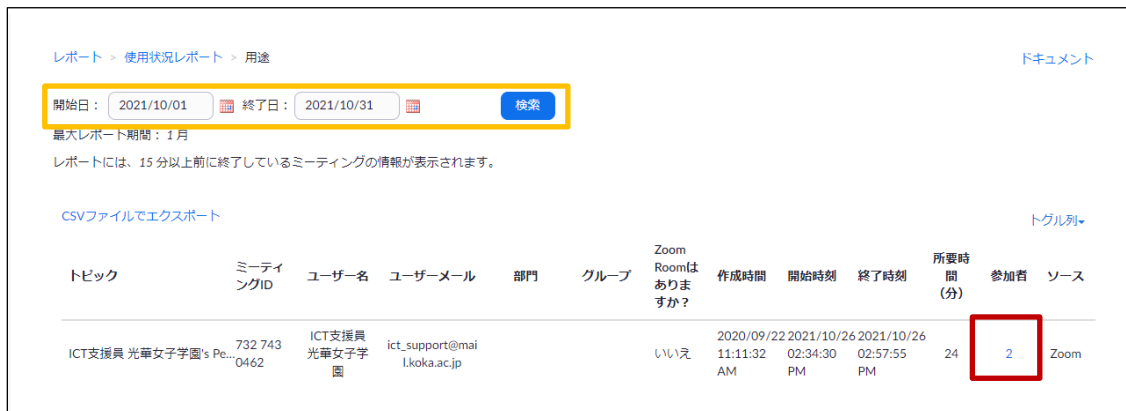 レポート > 使用状況レポート > 用途
ドキュメント
開始日: 2021/10/01 終了日: 2021/10/31 検索
最大レポート期間: 1 月
レポートには、15 分以上前に終了しているミーティングの情報が表示されます。
CSVファイルでエクスポート
トグル列
トピック
ミーティ
ングID
ユーザー名
ユーザーメール
部門
グループ
Zoom
Roomは
ありま
すか？
作成時間
開始時刻
終了時刻
所要時
間
（分）
参加者
ソース
ICT支援員 光華女子学園's Pe...
732 743
0462
ICT支援員
光華女子学
園
ict_support@mai
l.koka.ac.jp
いいえ
2020/09/22
11:11:32
AM
2021/10/26
02:34:30
PM
2021/10/26
02:57:55
PM
24
2
Zoom